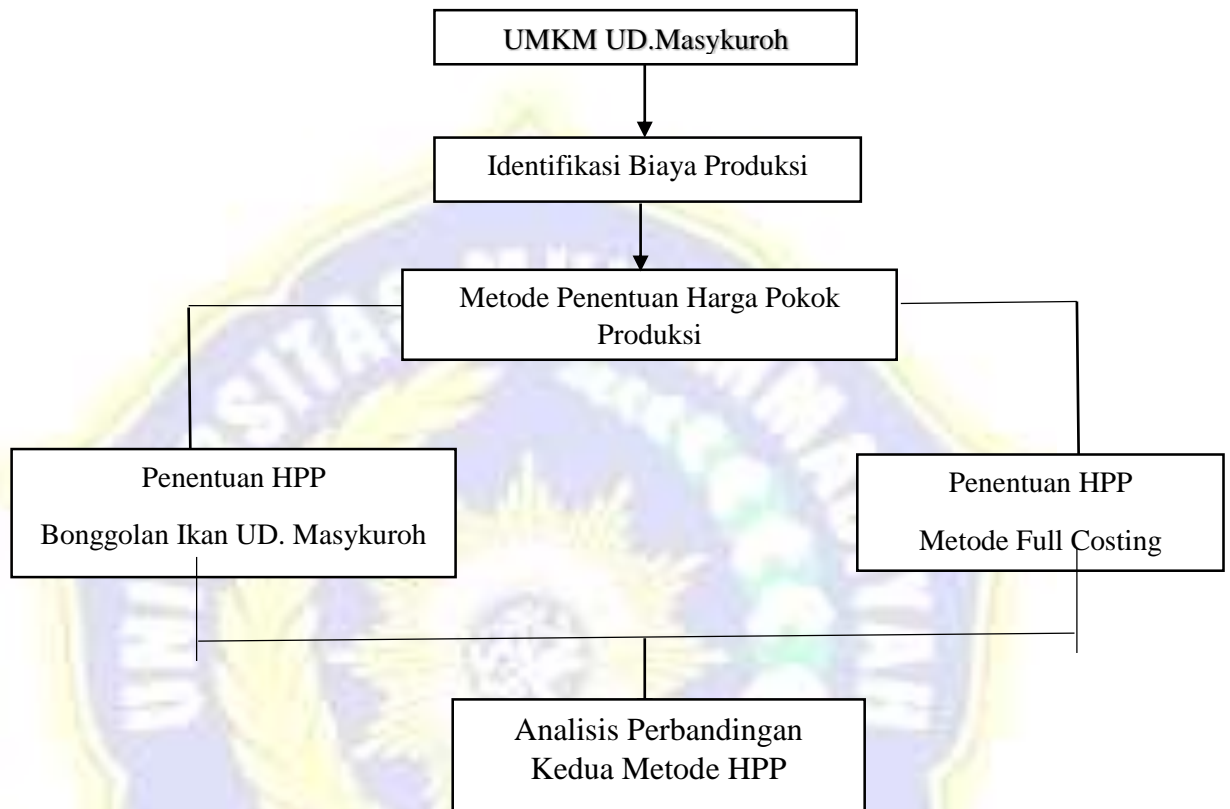 UMKM UD.Masykuroh
Identifikasi Biaya Produksi
Metode Penentuan Harga Pokok
Produksi
Penentuan HPP
Bonggolan Ikan UD. Masykuroh
Penentuan HPP
Metode Full Costing
Analisis Perbandingan
Kedua Metode HPP